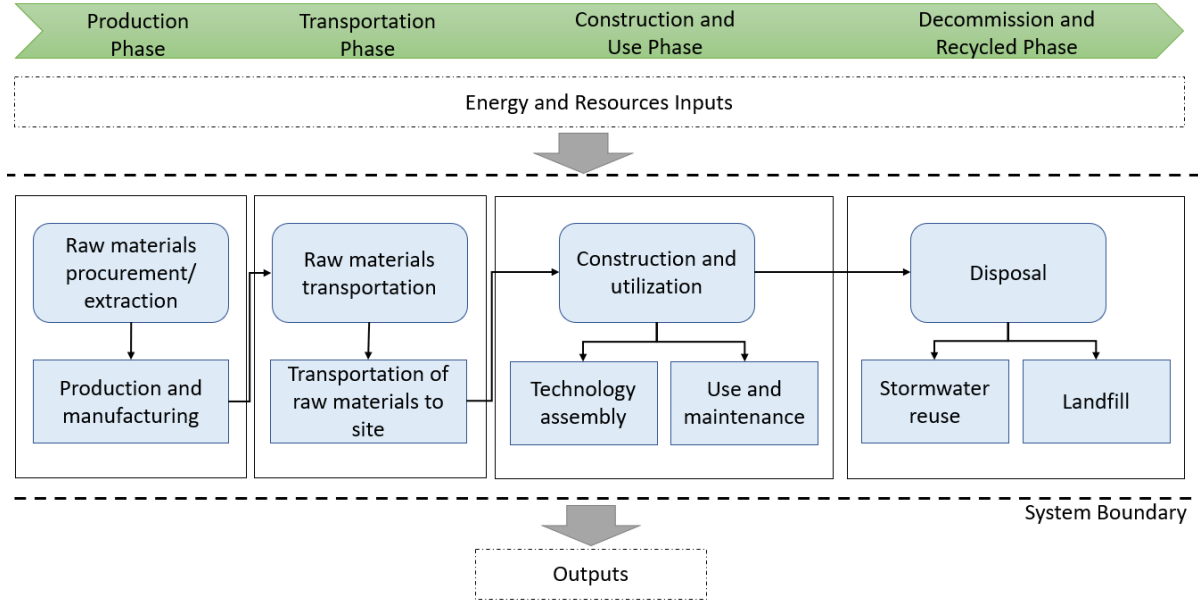 Production
Phase
Transportation
Phase
Construction and
Use Phase
Decommission and
Recycled Phase
Energy and Resources Inputs
Raw materials
procurement/
extraction
Raw materials
transportation
Construction and
utilization
Disposal
Production and
manufacturing
Transportation of
raw materials to
site
Technology
assembly
Use and
maintenance
Stormwater
reuse
Landfill
System Boundary
Outputs